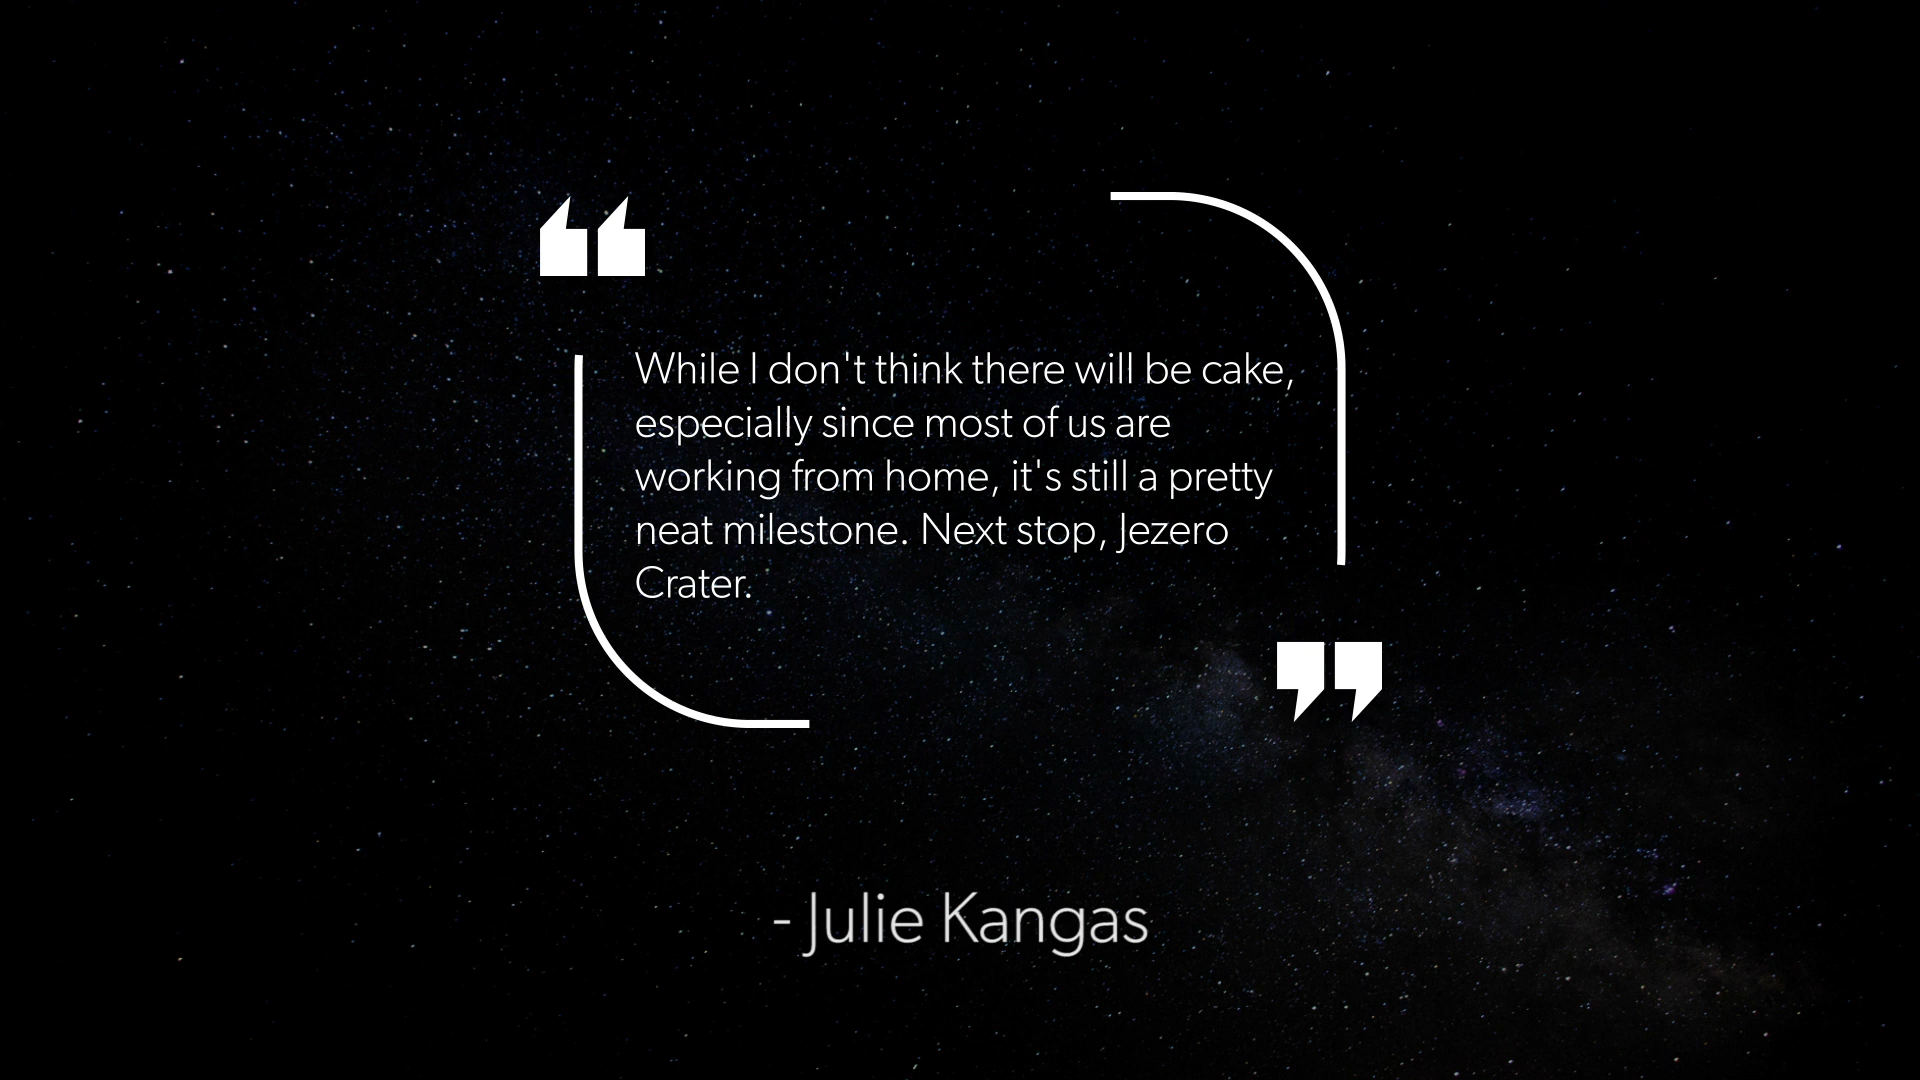 While I don't think there will be cake,
especially since most of us are
working from home, it's still a pretty
neat milestone. Next stop, Jezero
Crater.
- Julie Kangas